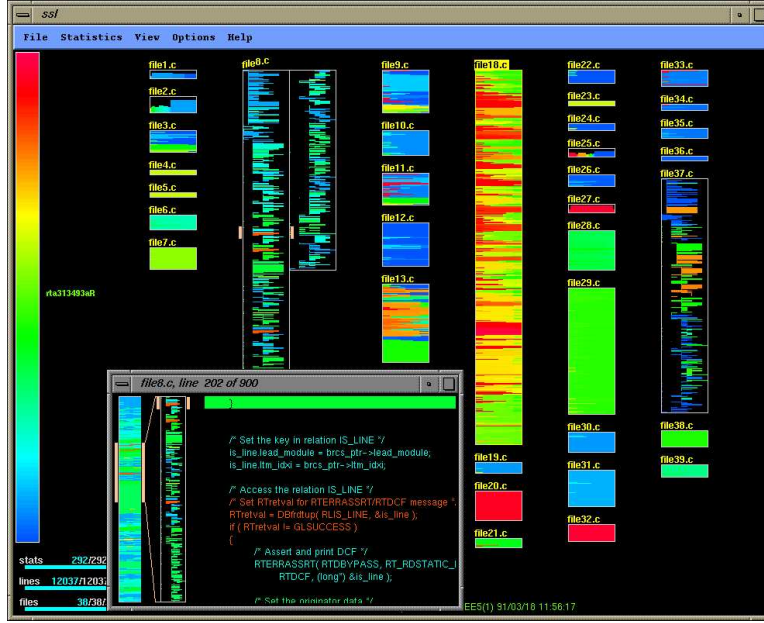 ssl
File Statistics View Options Help
file1.c
file2.c
file3.c
file4.c
file5.c
file6.c
file7.c
file8.c
file9.c
file10.c
file11.c
file12.c
file13.c
file18.c
file19.c
file20.c
file21.c
file22.c
file23.c
file24.c
file25.c
file26.c
file27.c
file28.c
file29.c
file30.c
file31.c
file32.c
file33.c
file34.c
file35.c
file36.c
file37.c
file38.c
file39.c
rta313493aR
stats 292/292
lines 12037/12037
files 38/38
file8.c, line 202 of 900
}
/* Set the key in relation IS_LINE */
is_line.lead_module = brcs_ptr->lead_module;
is_line.ltm_idxi = brcs_ptr->ltm_idxi;
/* Access the relation IS_LINE */
/* Set RTretval for RTERRASSRT/RTDCF message *
RTretval = DBfrdtup( RLIS_LINE, &is_line );
if ( RTretval != GLSUCCESS )
{
/* Assert and print DCF */
RTERRASSRT( RTDBYPASS, RT_RDSTATIC_
RTDCF, (long*) &is_line );
/* Set the originator data */
EE5(1) 91/03/18 11:56:17